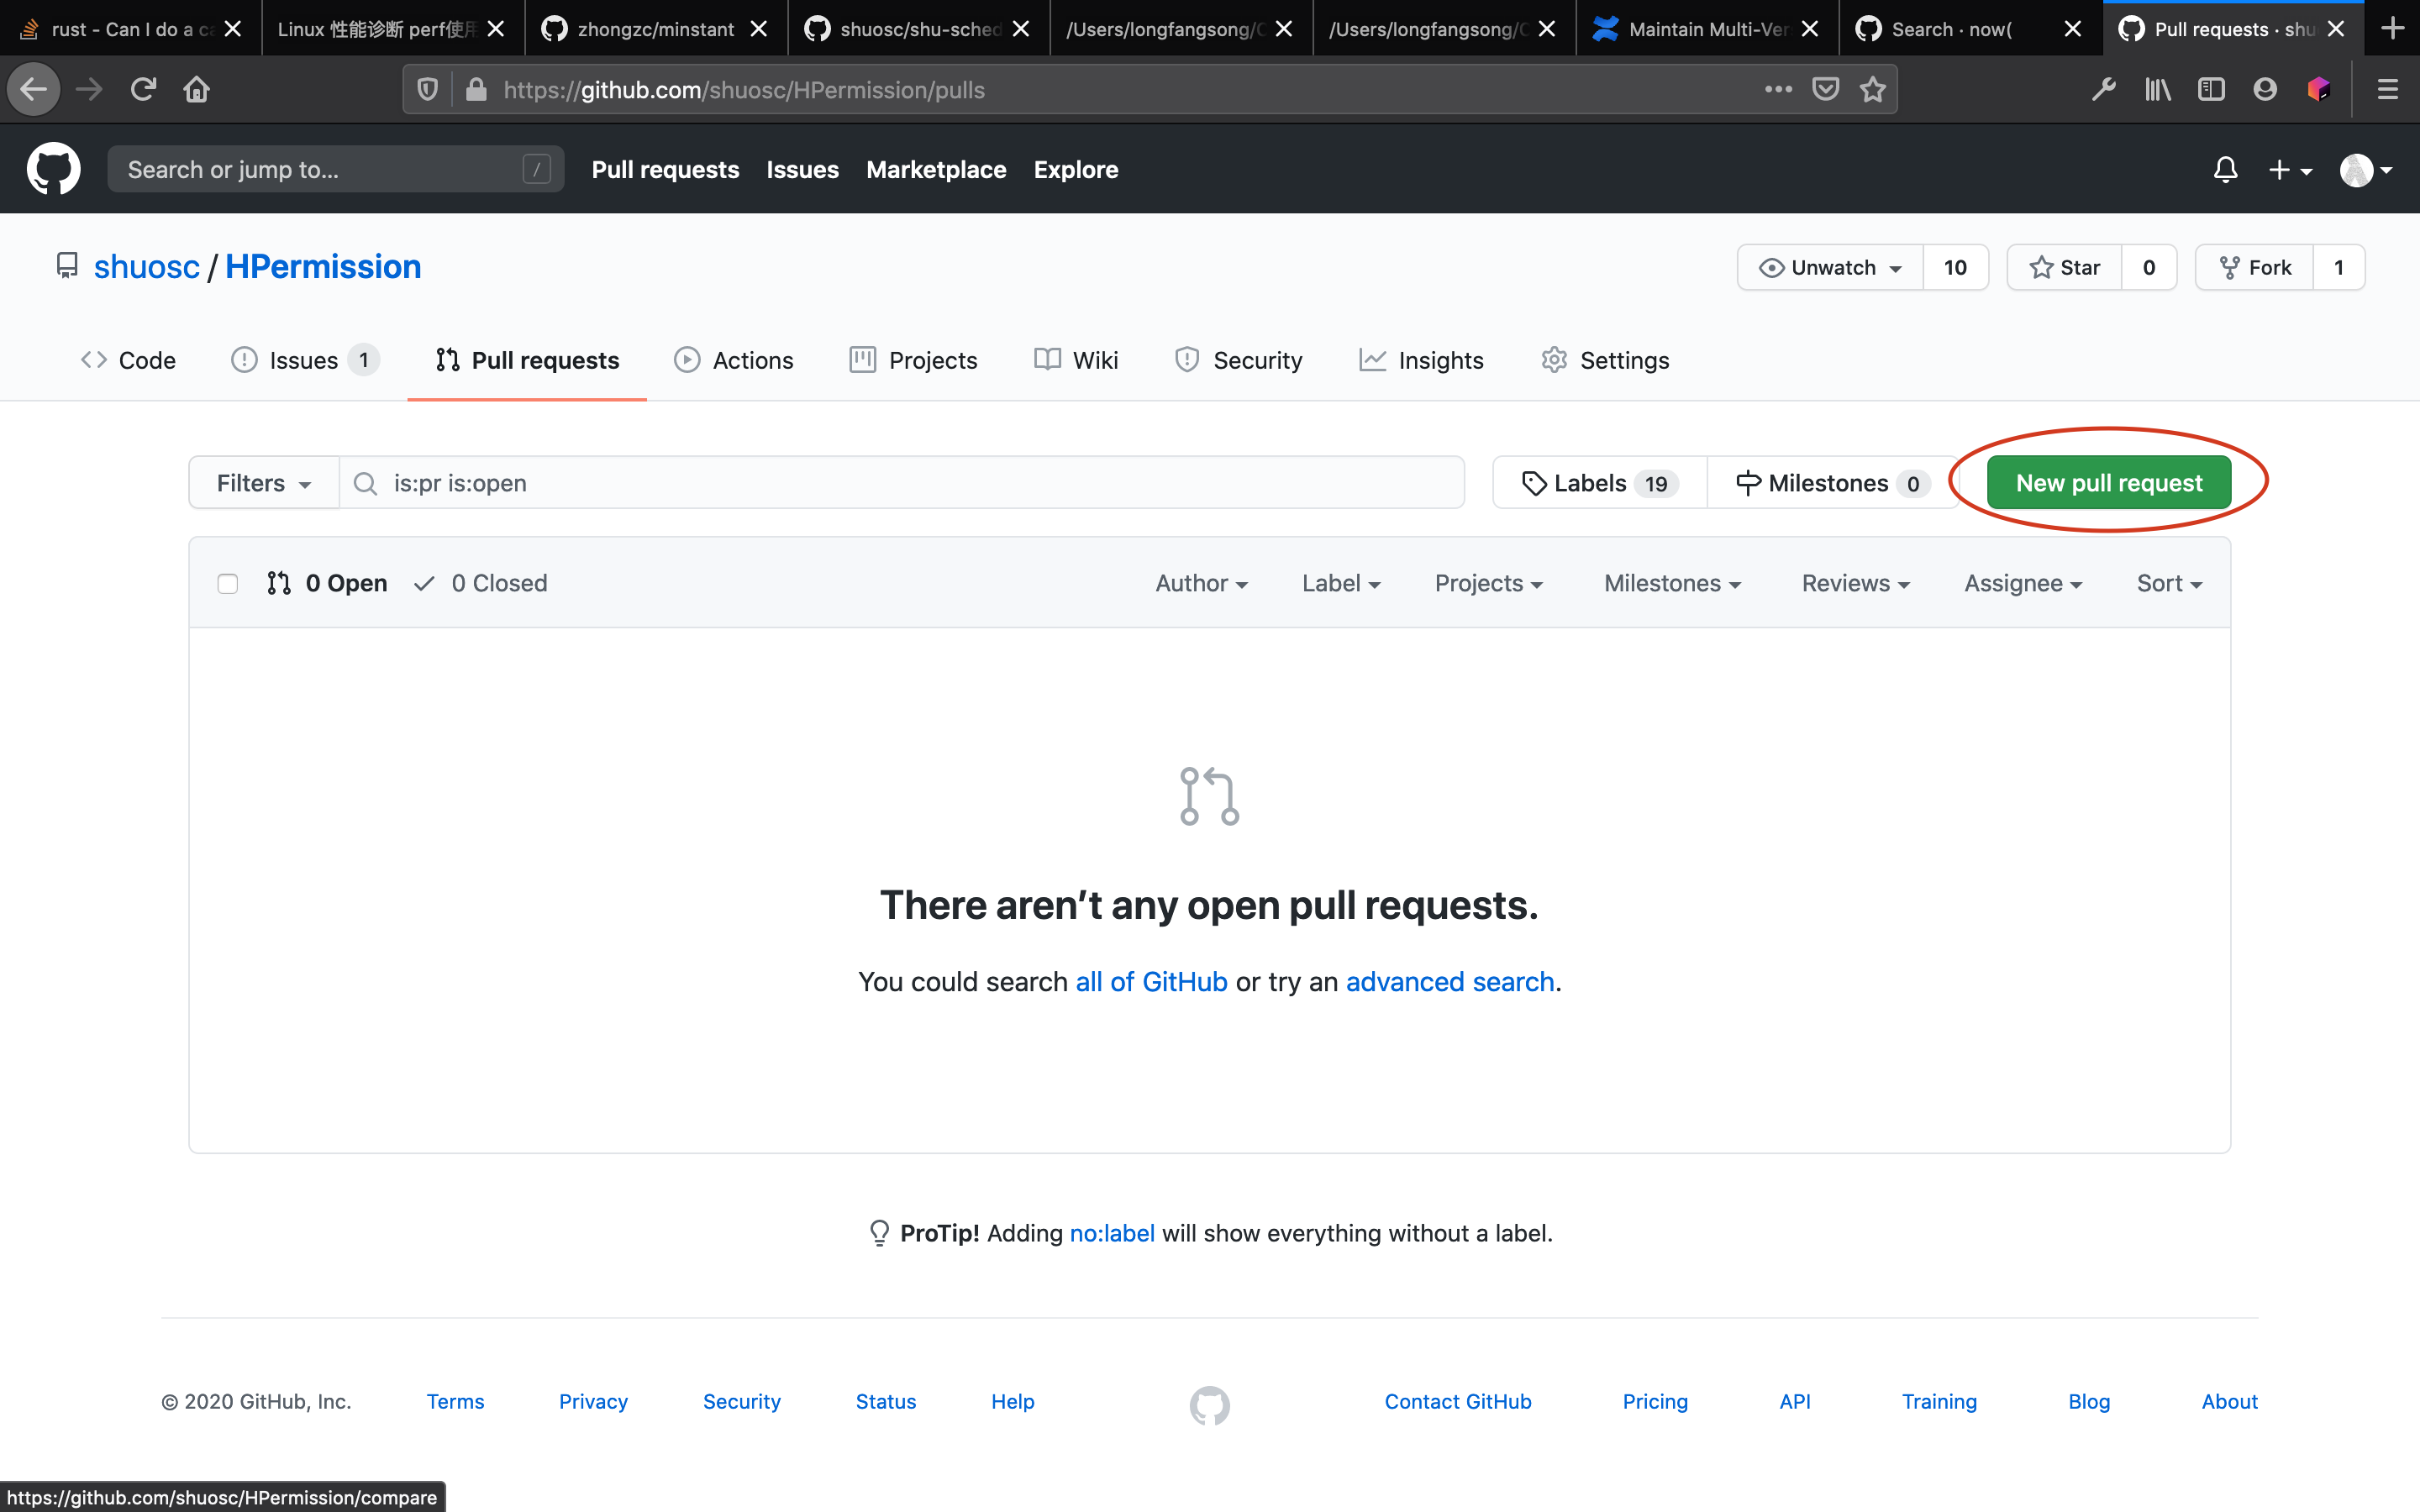 rust - Can I do a ca
Linux 性能诊断 perf使用
zhongzc/minstant
shuosc/shu-sched
/Users/longfangsong/C
/Users/longfangsong/C
Maintain Multi-Ver
Search · now(
Pull requests · shu
https://github.com/shuosc/HPermission/pulls
Search or jump to...
/
Pull requests
Issues
Marketplace
Explore
shuosc / HPermission
Unwatch 10
Star 0
Fork 1
Code
Issues 1
Pull requests
Actions
Projects
Wiki
Security
Insights
Settings
Filters
is:pr is:open
Labels 19
Milestones 0
New pull request
0 Open
0 Closed
Author
Label
Projects
Milestones
Reviews
Assignee
Sort
There aren’t any open pull requests.
You could search all of GitHub or try an advanced search.
ProTip! Adding no:label will show everything without a label.
© 2020 GitHub, Inc.
Terms
Privacy
Security
Status
Help
Contact GitHub
Pricing
API
Training
Blog
About
https://github.com/shuosc/HPermission/compare